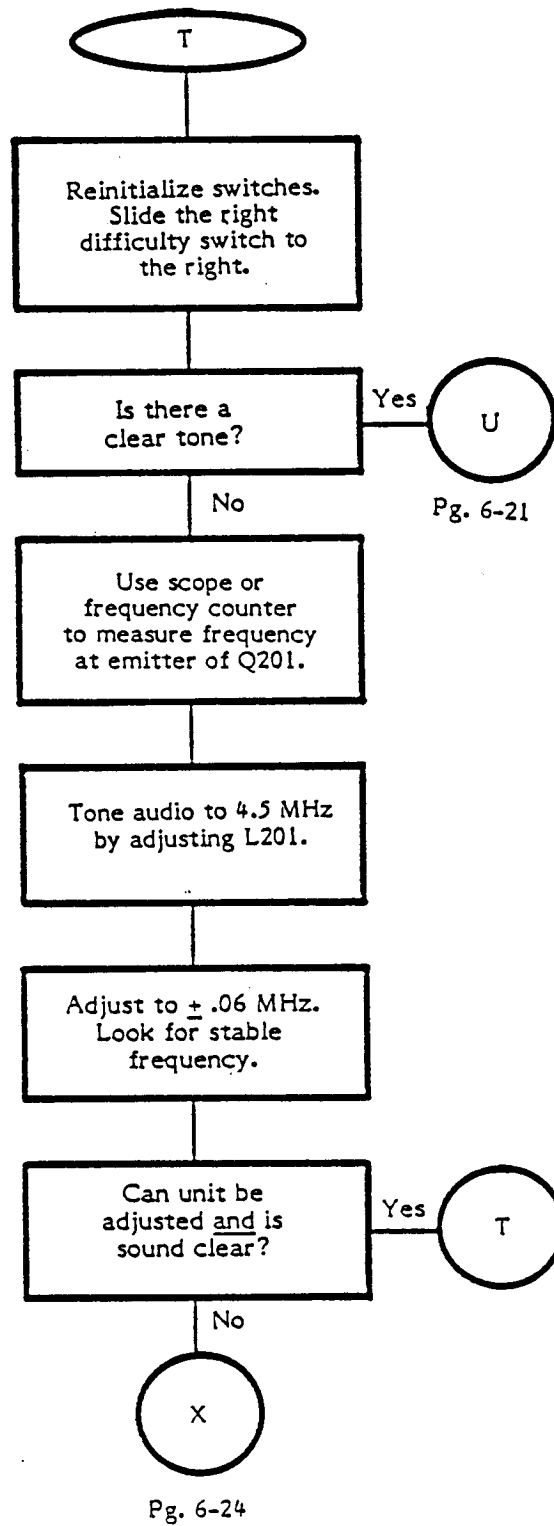 T
Reinitialize switches.
Slide the right
difficulty switch to
the right.
Is there a
clear tone?
Yes
U
Pg. 6-21
No
Use scope or
frequency counter
to measure frequency
at emitter of Q201.
Tone audio to 4.5 MHz
by adjusting L201.
Adjust to ± .06 MHz.
Look for stable
frequency.
Can unit be
adjusted and is
sound clear?
Yes
T
No
X
Pg. 6-24